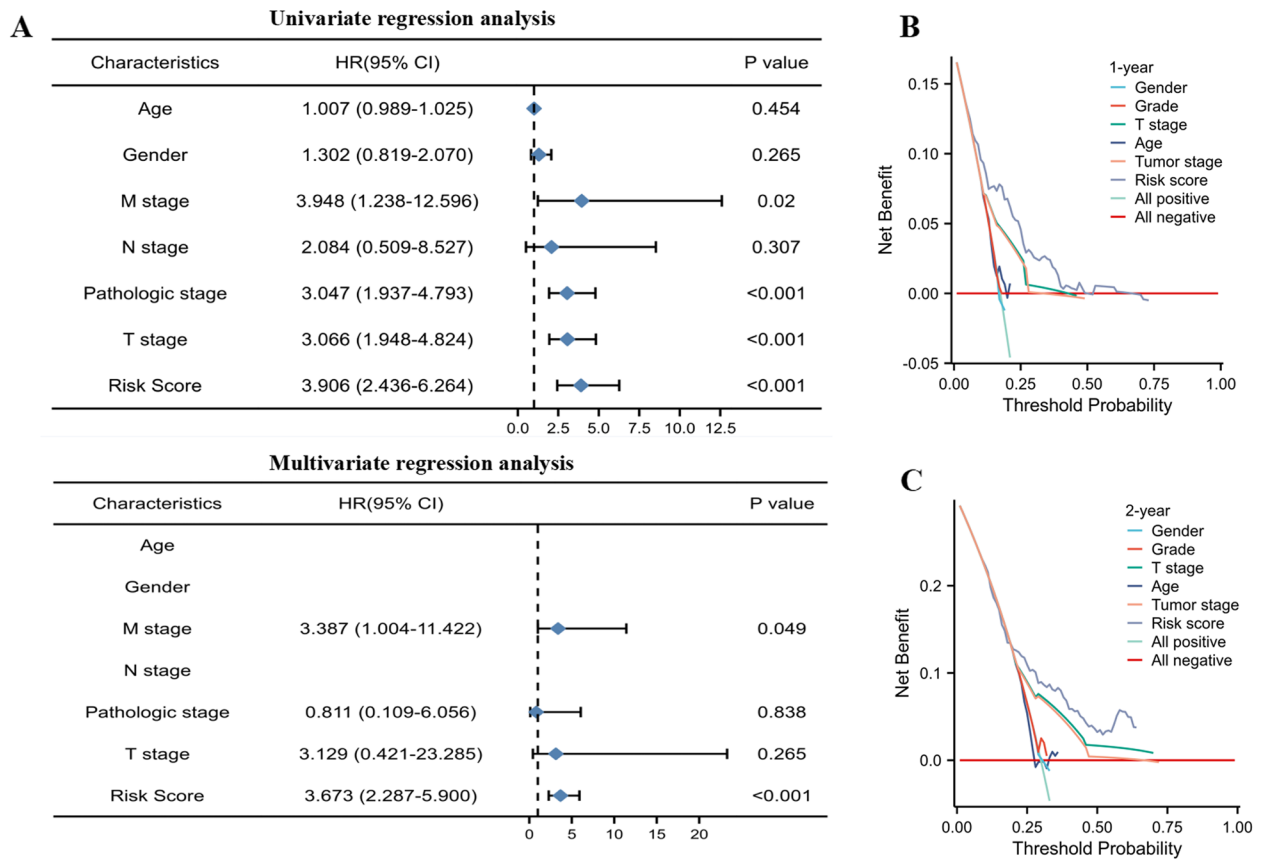 A
Univariate regression analysis
Characteristics HR(95% CI) P value
Age 1.007 (0.989-1.025) 0.454
Gender 1.302 (0.819-2.070) 0.265
M stage 3.948 (1.238-12.596) 0.02
N stage 2.084 (0.509-8.527) 0.307
Pathologic stage 3.047 (1.937-4.793) <0.001
T stage 3.066 (1.948-4.824) <0.001
Risk Score 3.906 (2.436-6.264) <0.001
0.0 2.5 5.0 7.5 10.0 12.5
Multivariate regression analysis
Characteristics HR(95% CI) P value
Age
Gender
M stage 3.387 (1.004-11.422) 0.049
N stage
Pathologic stage 0.811 (0.109-6.056) 0.838
T stage 3.129 (0.421-23.285) 0.265
Risk Score 3.673 (2.287-5.900) <0.001
0 5 10 15 20
B
1-year
Gender
Grade
T stage
Age
Tumor stage
Risk score
All positive
All negative
Net Benefit
0.15
0.10
0.05
0.00
-0.05
0.00 0.25 0.50 0.75 1.00
Threshold Probability
C
2-year
Gender
Grade
T stage
Age
Tumor stage
Risk score
All positive
All negative
Net Benefit
0.2
0.1
0.0
0.00 0.25 0.50 0.75 1.00
Threshold Probability